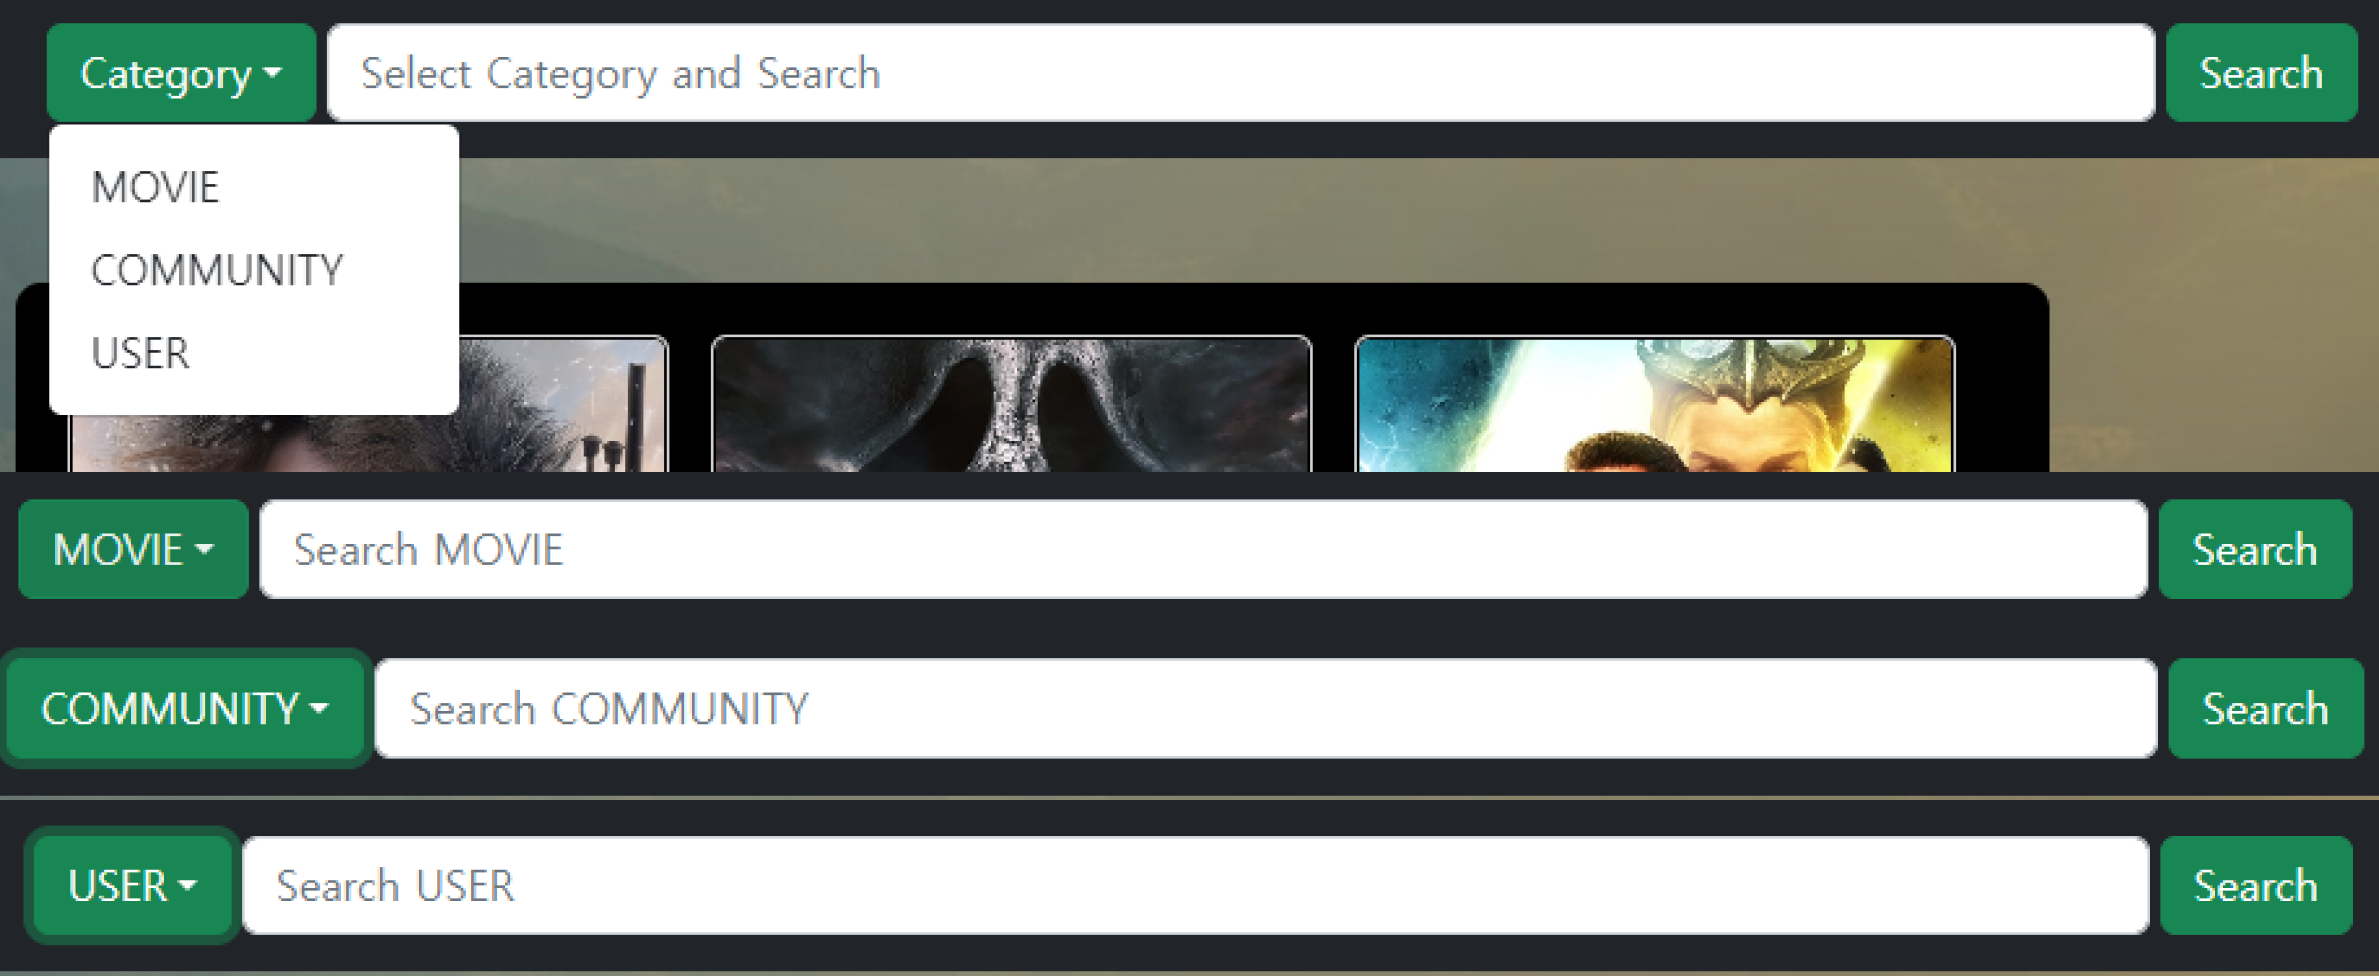 Category Select Category and Search Search
MOVIE
COMMUNITY
USER
MOVIE Search MOVIE Search
COMMUNITY Search COMMUNITY Search
USER Search USER Search